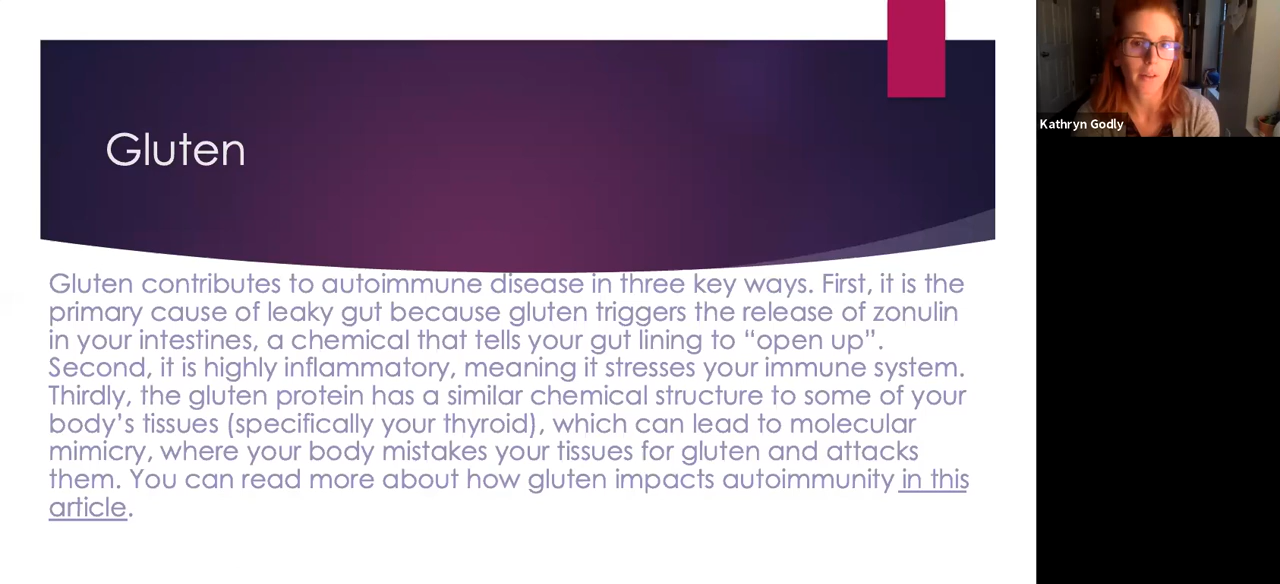 Gluten
Gluten contributes to autoimmune disease in three key ways. First, it is the
primary cause of leaky gut because gluten triggers the release of zonulin
in your intestines, a chemical that tells your gut lining to “open up”.
Second, it is highly inflammatory, meaning it stresses your immune system.
Thirdly, the gluten protein has a similar chemical structure to some of your
body’s tissues (specifically your thyroid), which can lead to molecular
mimicry, where your body mistakes your tissues for gluten and attacks
them. You can read more about how gluten impacts autoimmunity in this
article.
Kathryn Godly